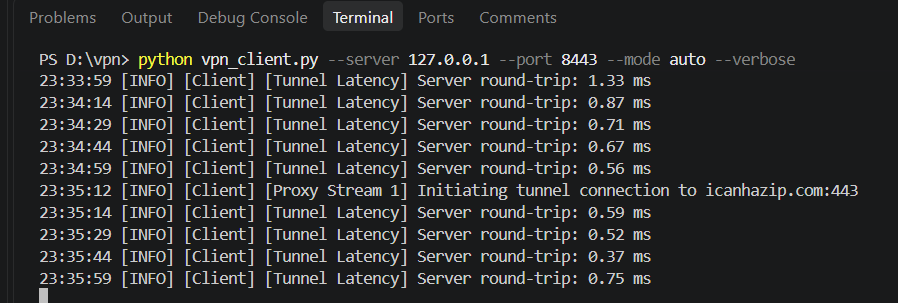 Problems Output Debug Console Terminal Ports Comments
PS D:\vpn> python vpn_client.py --server 127.0.0.1 --port 8443 --mode auto --verbose
23:33:59 [INFO] [Client] [Tunnel Latency] Server round-trip: 1.33 ms
23:34:14 [INFO] [Client] [Tunnel Latency] Server round-trip: 0.87 ms
23:34:29 [INFO] [Client] [Tunnel Latency] Server round-trip: 0.71 ms
23:34:44 [INFO] [Client] [Tunnel Latency] Server round-trip: 0.67 ms
23:34:59 [INFO] [Client] [Tunnel Latency] Server round-trip: 0.56 ms
23:35:12 [INFO] [Client] [Proxy Stream 1] Initiating tunnel connection to icanhazip.com:443
23:35:14 [INFO] [Client] [Tunnel Latency] Server round-trip: 0.59 ms
23:35:29 [INFO] [Client] [Tunnel Latency] Server round-trip: 0.52 ms
23:35:44 [INFO] [Client] [Tunnel Latency] Server round-trip: 0.37 ms
23:35:59 [INFO] [Client] [Tunnel Latency] Server round-trip: 0.75 ms